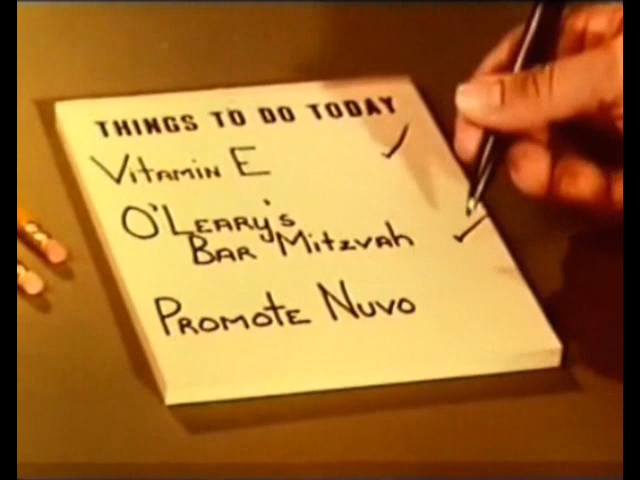 THINGS TO DO TODAY
VITAMIN E
O'LEARY'S
BAR MITZVAH
PROMOTE NUVO